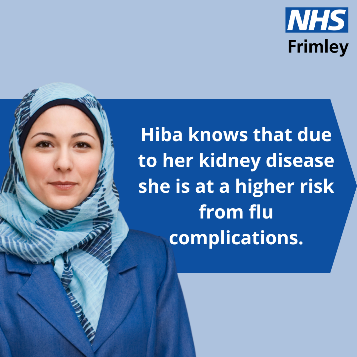 NHS
Frimley
Hiba knows that due
to her kidney disease
she is at a higher risk
from flu
complications.